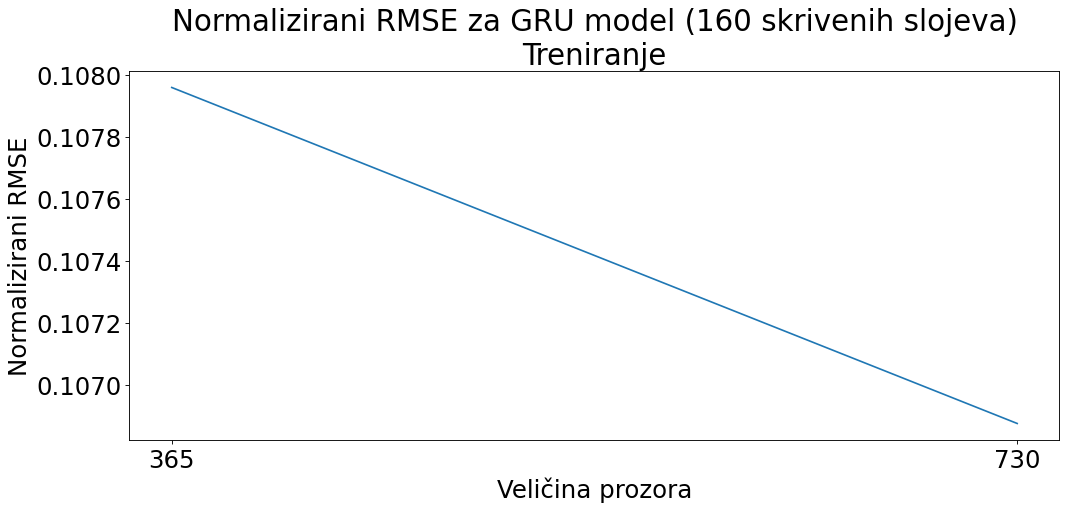 Normalizirani RMSE za GRU model (160 skrivenih slojeva)
Treniranje
Normalizirani RMSE
0.1080
0.1078
0.1076
0.1074
0.1072
0.1070
365
730
Veličina prozora